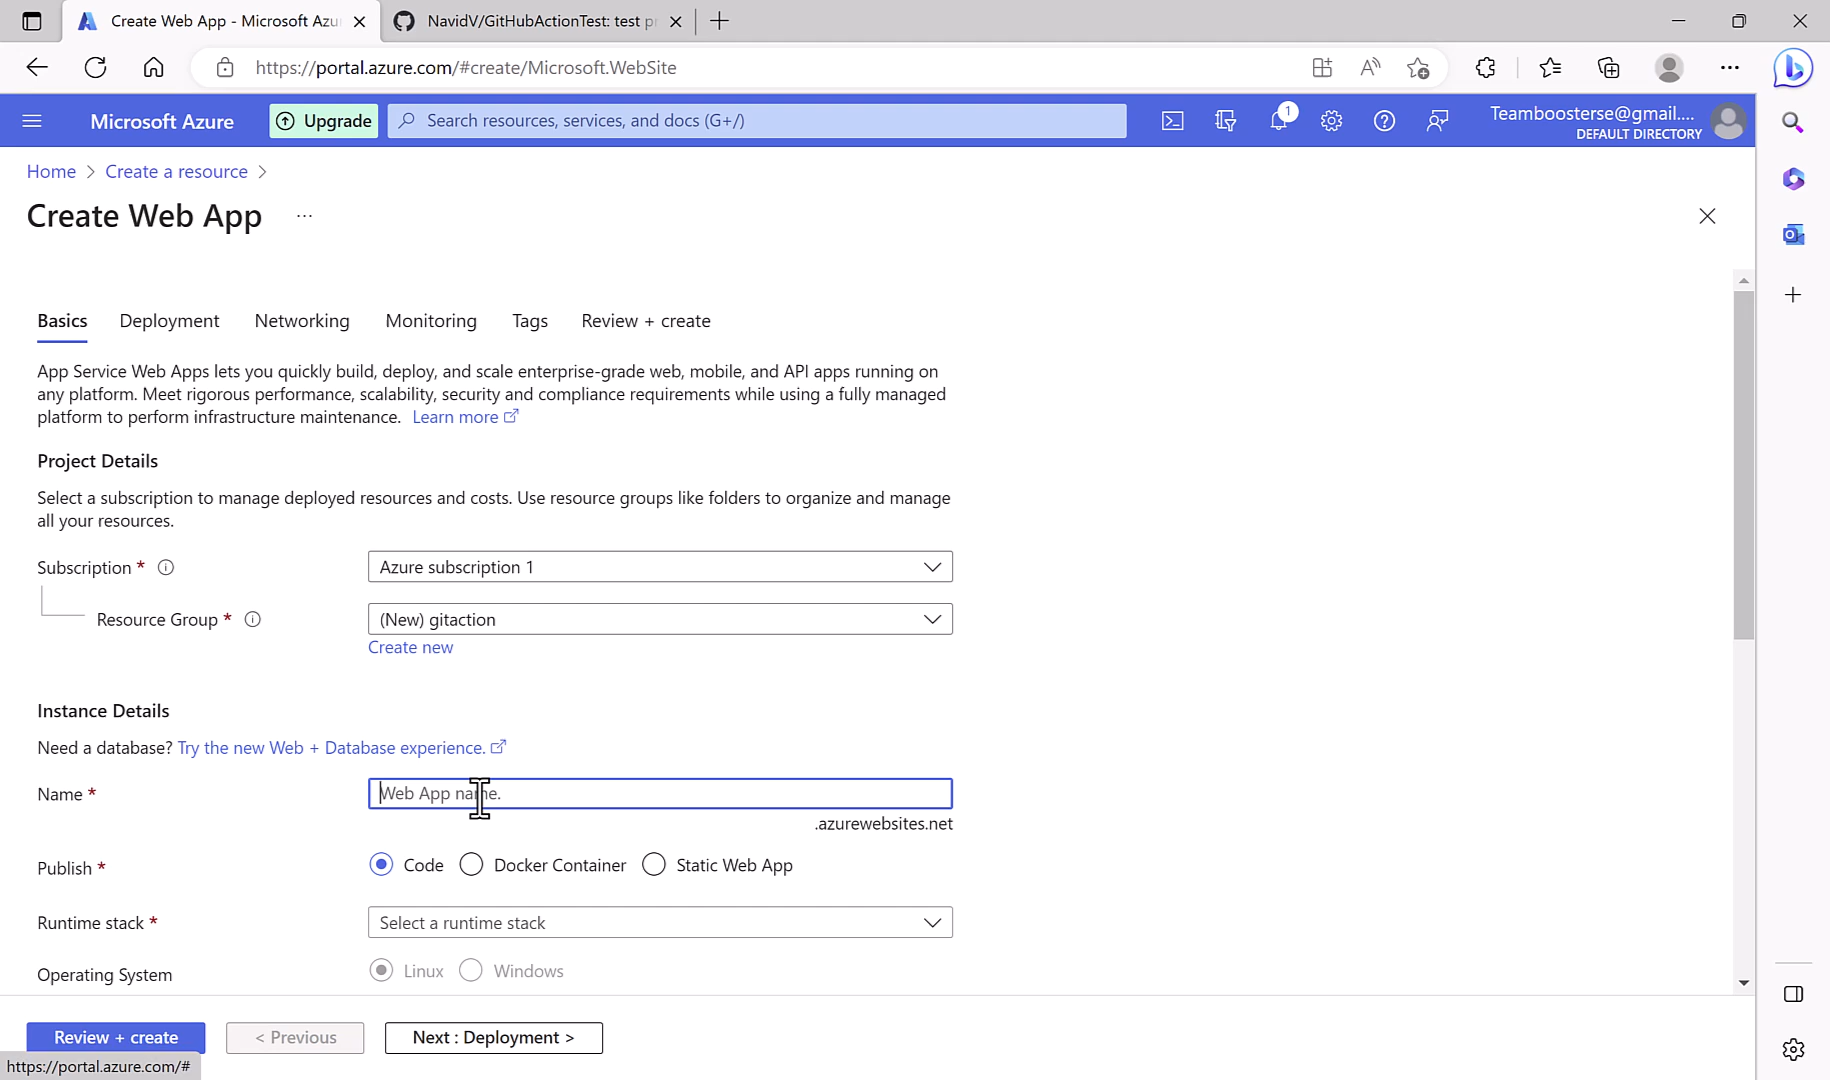 Create Web App - Microsoft Azu
NavidV/GitHubActionTest: test p
https://portal.azure.com/#create/Microsoft.WebSite
Microsoft Azure
Upgrade
Search resources, services, and docs (G+/)
1
Teamboosterse@gmail....
DEFAULT DIRECTORY
Home > Create a resource >
Create Web App ...
Basics Deployment Networking Monitoring Tags Review + create
App Service Web Apps lets you quickly build, deploy, and scale enterprise-grade web, mobile, and API apps running on
any platform. Meet rigorous performance, scalability, security and compliance requirements while using a fully managed
platform to perform infrastructure maintenance. Learn more
Project Details
Select a subscription to manage deployed resources and costs. Use resource groups like folders to organize and manage
all your resources.
Subscription *
Azure subscription 1
Resource Group *
(New) gitaction
Create new
Instance Details
Need a database? Try the new Web + Database experience.
Name *
Web App name.
.azurewebsites.net
Publish *
Code Docker Container Static Web App
Runtime stack *
Select a runtime stack
Operating System
Linux Windows
Review + create
< Previous
Next : Deployment >
https://portal.azure.com/#